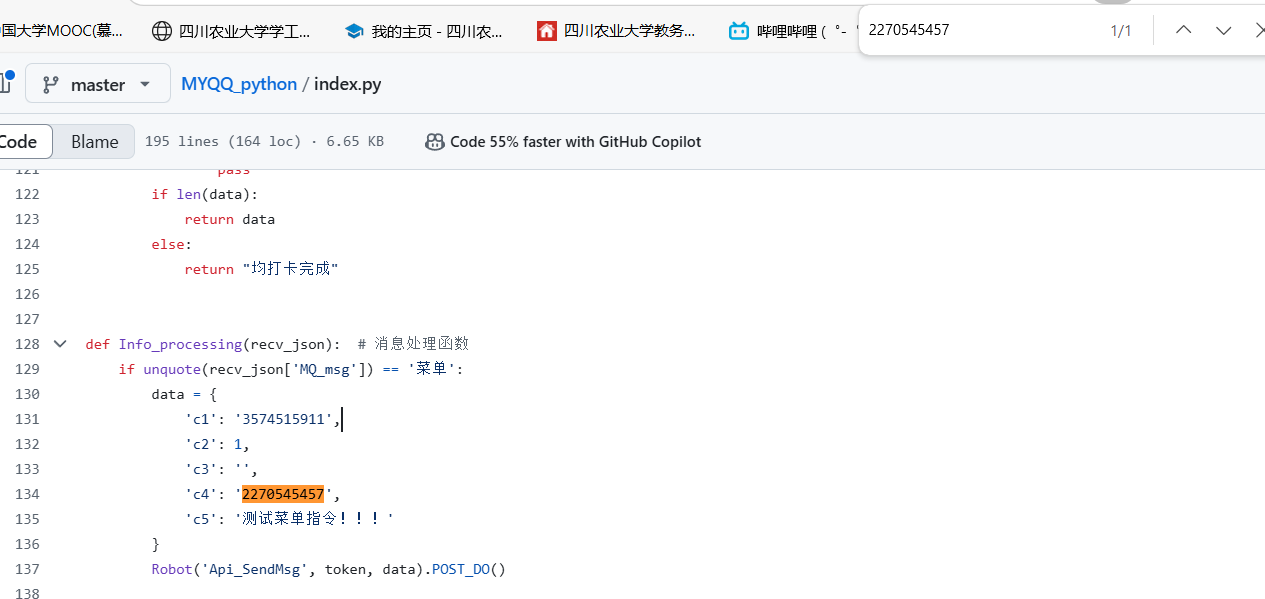 国大学MOOC(慕... 四川农业大学学工... 我的主页 - 四川农... 四川农业大学教务... 哔哩哔哩 ( ゜- ゜ 2270545457 1/1
master MYQQ_python / index.py
Code Blame 195 lines (164 loc) · 6.65 KB Code 55% faster with GitHub Copilot
121 pass
122 if len(data):
123 return data
124 else:
125 return "均打卡完成"
126
127
128 def Info_processing(recv_json): # 消息处理函数
129 if unquote(recv_json['MQ_msg']) == '菜单':
130 data = {
131 'c1': '3574515911',
132 'c2': 1,
133 'c3': '',
134 'c4': '2270545457',
135 'c5': '测试菜单指令!!!'
136 }
137 Robot('Api_SendMsg', token, data).POST_DO()
138